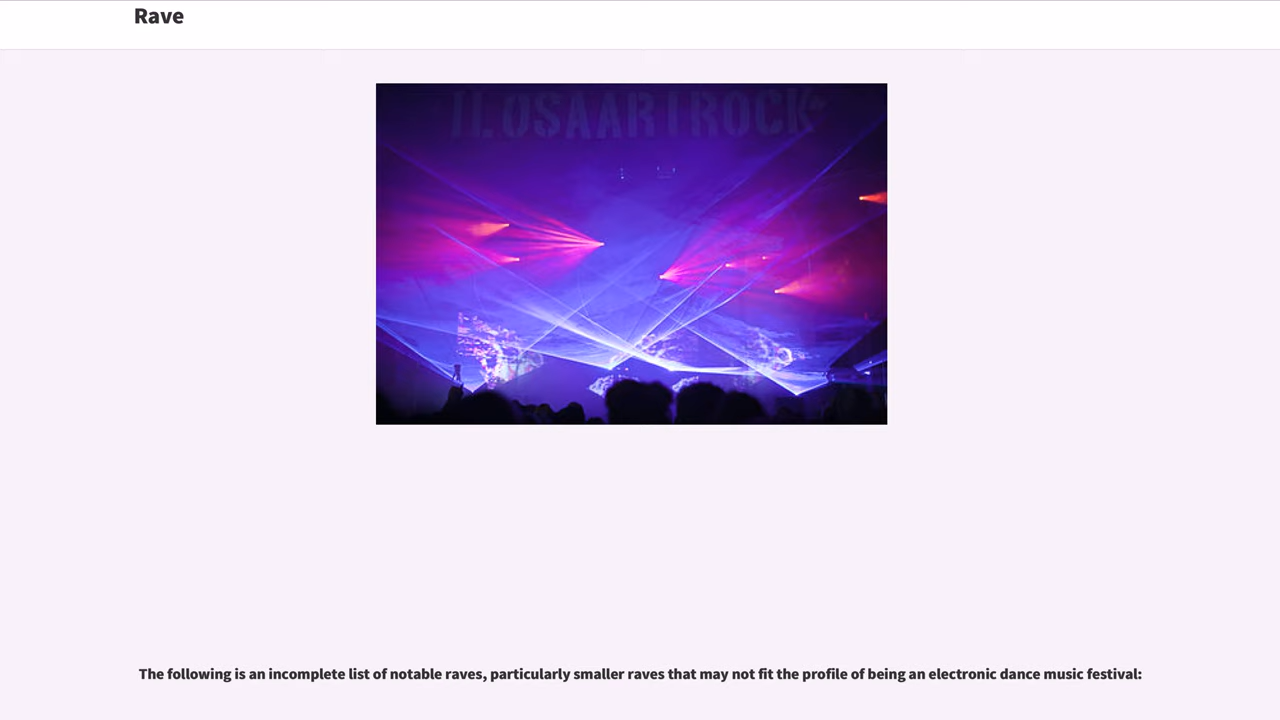 Rave
ILOSAARIROCK
The following is an incomplete list of notable raves, particularly smaller raves that may not fit the profile of being an electronic dance music festival: